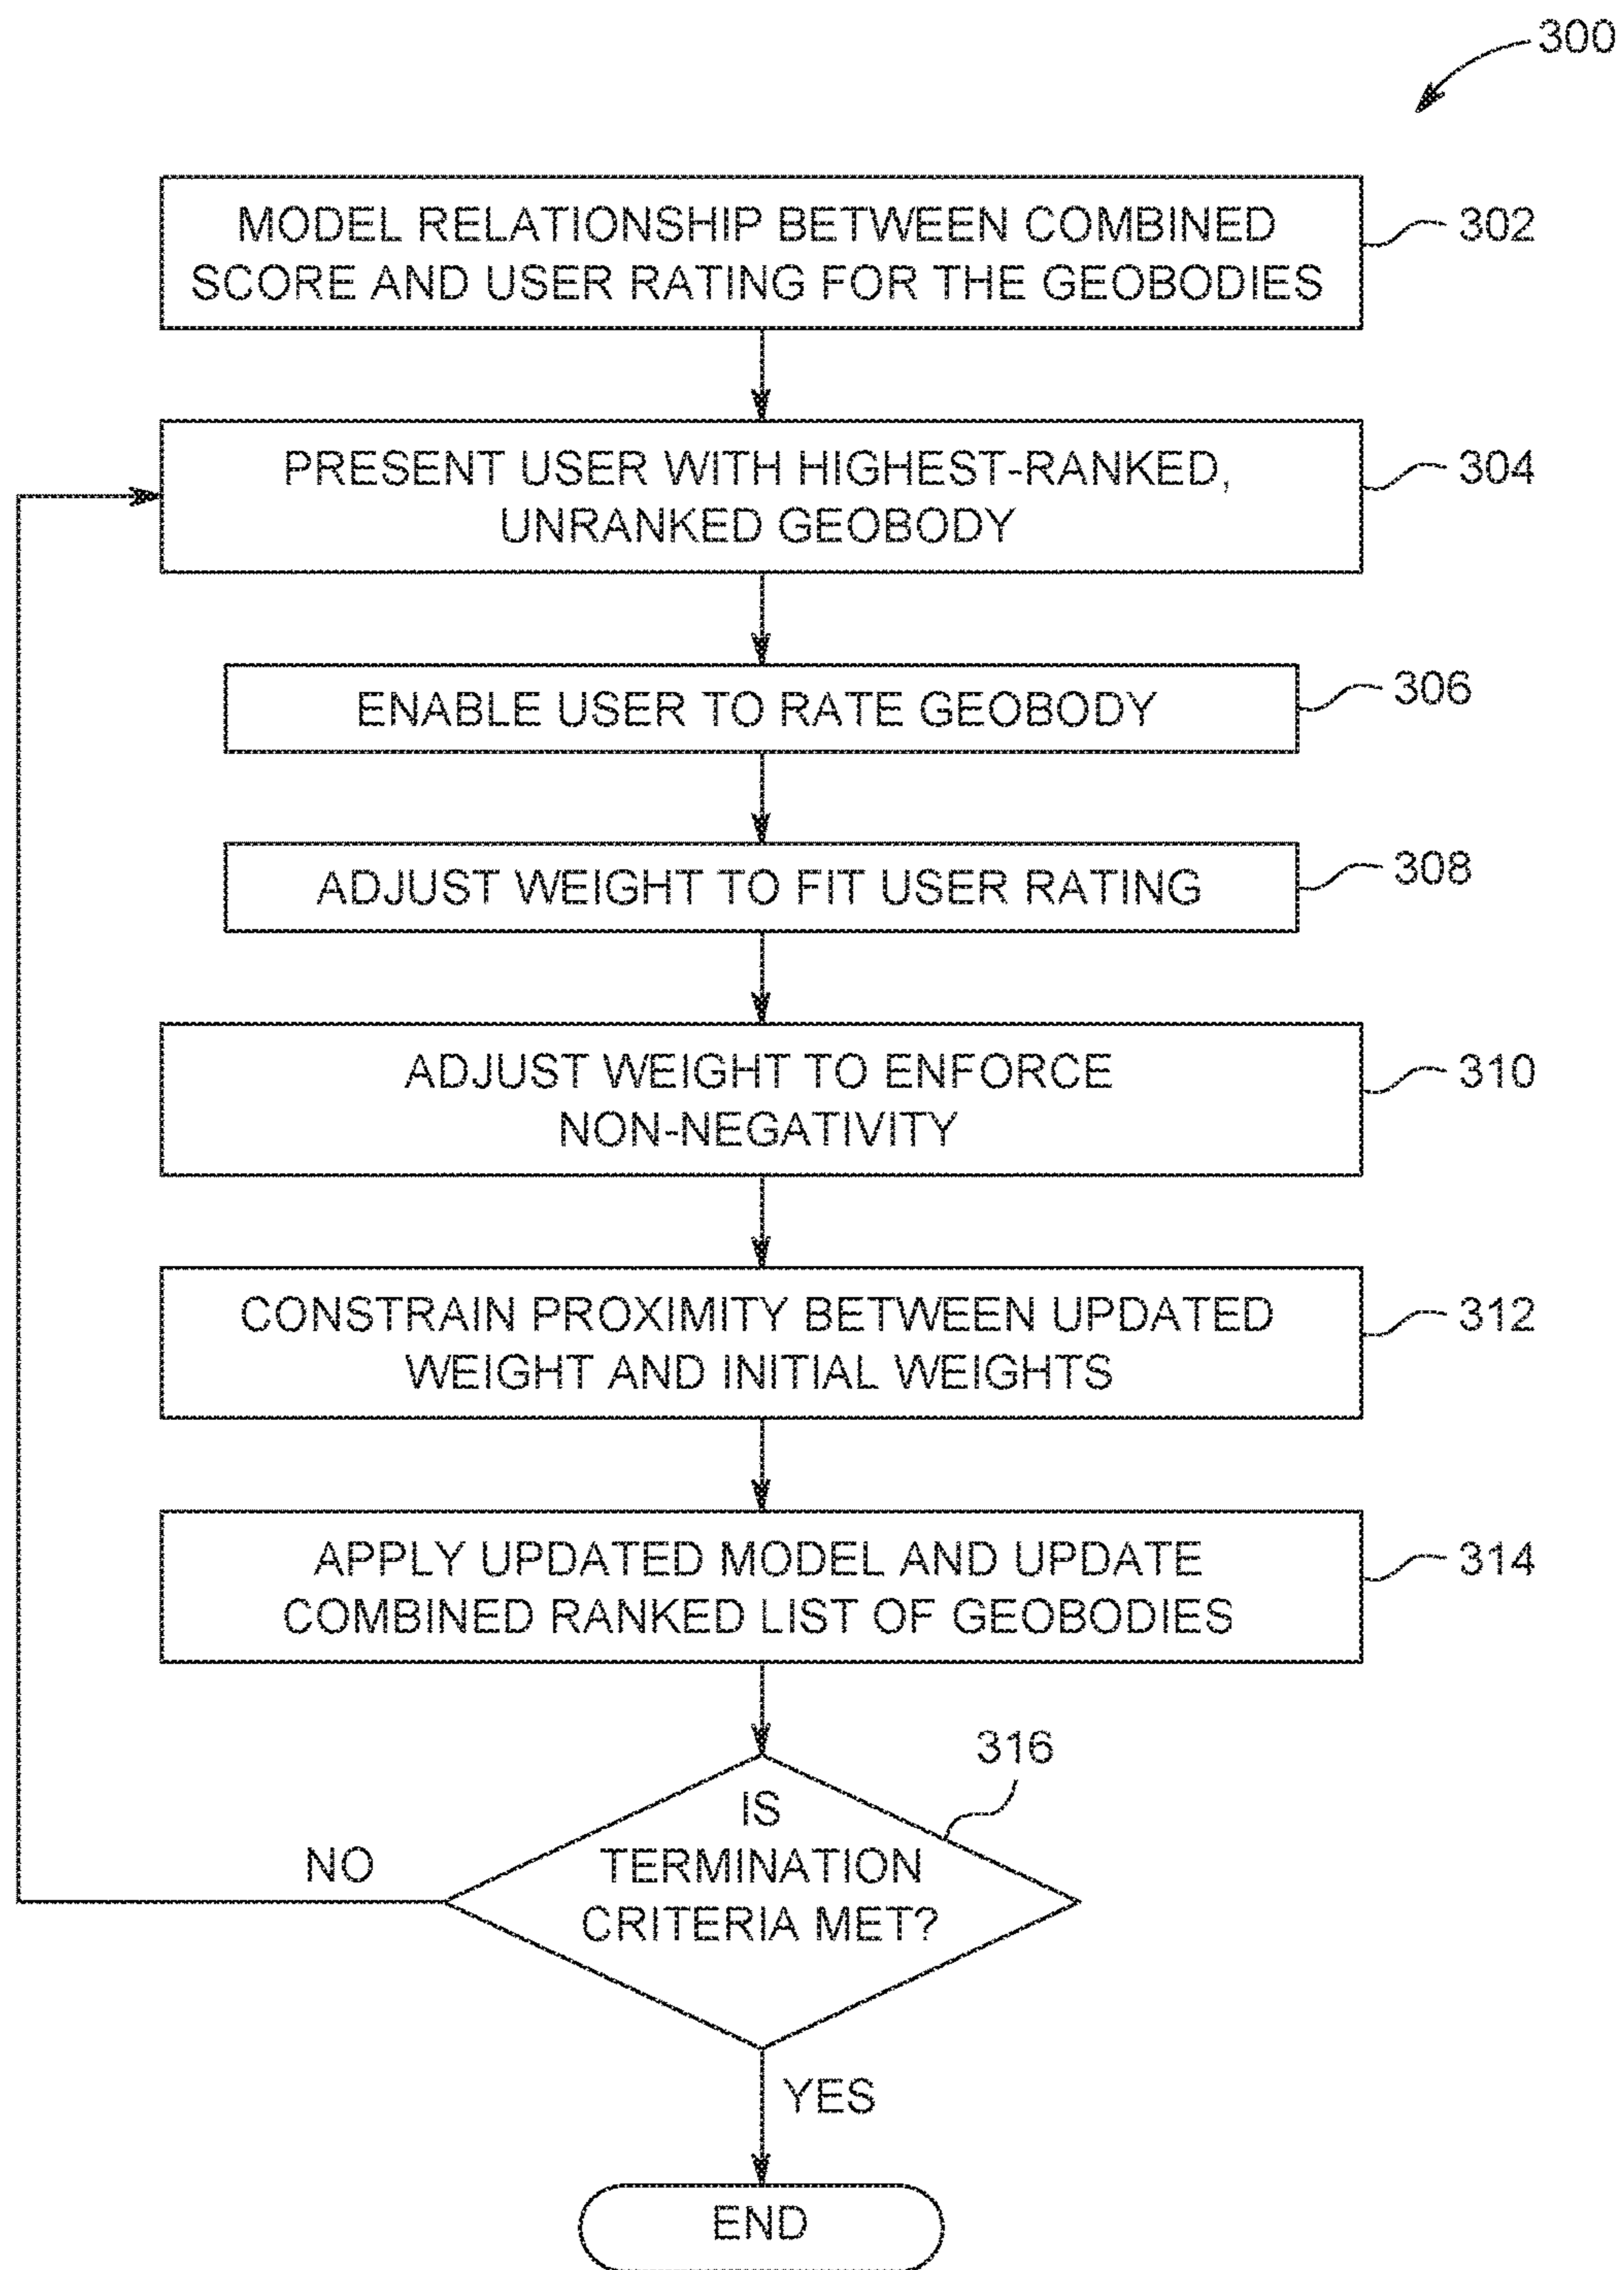 300
MODEL RELATIONSHIP BETWEEN COMBINED
SCORE AND USER RATING FOR THE GEOBODIES
302
PRESENT USER WITH HIGHEST-RANKED,
UNRANKED GEOBODY
304
ENABLE USER TO RATE GEOBODY
306
ADJUST WEIGHT TO FIT USER RATING
308
ADJUST WEIGHT TO ENFORCE
NON-NEGATIVITY
310
CONSTRAIN PROXIMITY BETWEEN UPDATED
WEIGHT AND INITIAL WEIGHTS
312
APPLY UPDATED MODEL AND UPDATE
COMBINED RANKED LIST OF GEOBODIES
314
316
IS
TERMINATION
CRITERIA MET?
NO
YES
END